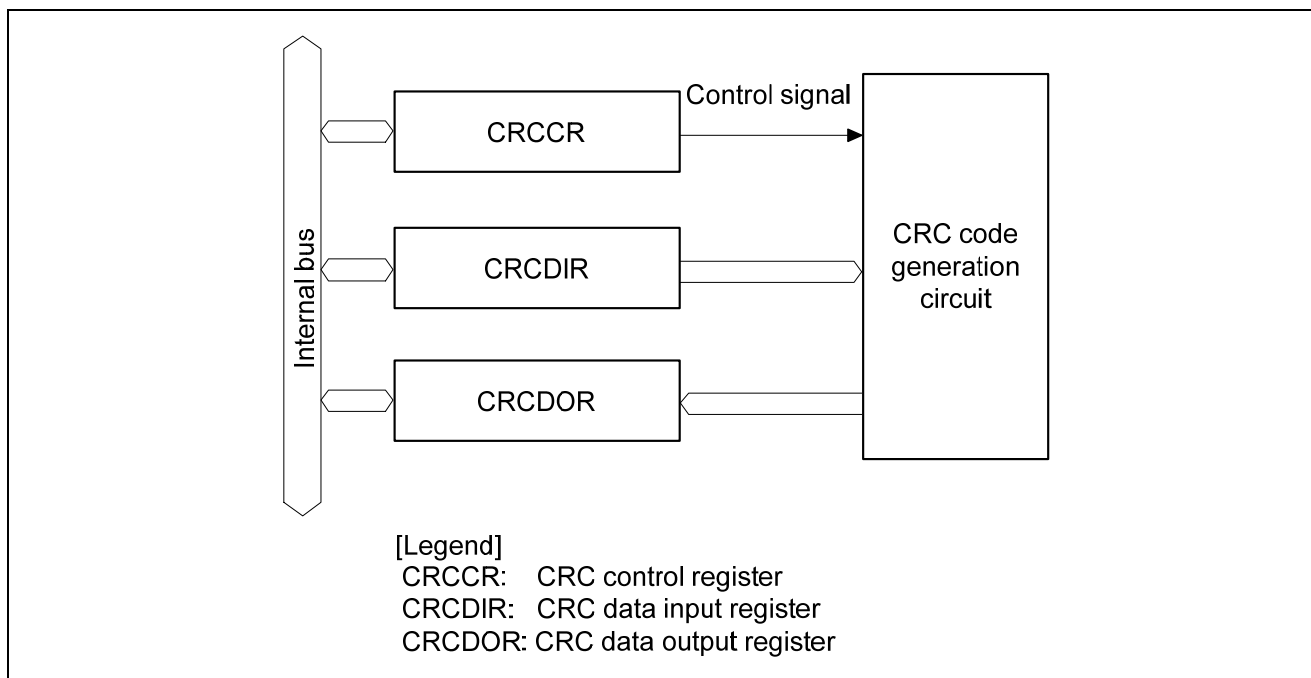 Control signal
CRCCR
Internal bus
CRCDIR
CRC code
generation
circuit
CRCDOR
[Legend]
CRCCR: CRC control register
CRCDIR: CRC data input register
CRCDOR: CRC data output register